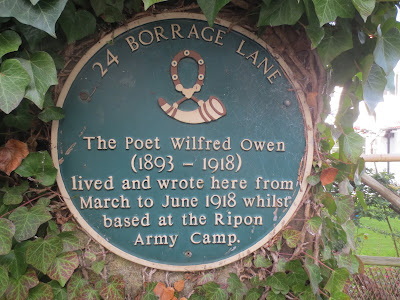 24 BORRAGE LANE
The Poet Wilfred Owen
(1893 - 1918)
lived and wrote here from
March to June 1918 whilst
based at the Ripon
Army Camp.